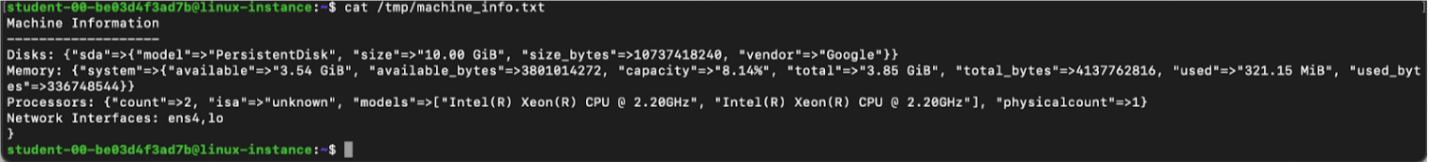 student-00-be03d4f3ad7b@linux-instance:~$ cat /tmp/machine_info.txt
Machine Information
-------------------
Disks: {"sda"=>{"model"=>"PersistentDisk", "size"=>"10.00 GiB", "size_bytes"=>10737418240, "vendor"=>"Google"}}
Memory: {"system"=>{"available"=>"3.54 GiB", "available_bytes"=>3801014272, "capacity"=>"8.14%", "total"=>"3.85 GiB", "total_bytes"=>4137762816, "used"=>"321.15 MiB", "used_byt
es"=>336748544}}
Processors: {"count"=>2, "isa"=>"unknown", "models"=>["Intel(R) Xeon(R) CPU @ 2.20GHz", "Intel(R) Xeon(R) CPU @ 2.20GHz"], "physicalcount"=>1}
Network Interfaces: ens4,lo
}
student-00-be03d4f3ad7b@linux-instance:~$